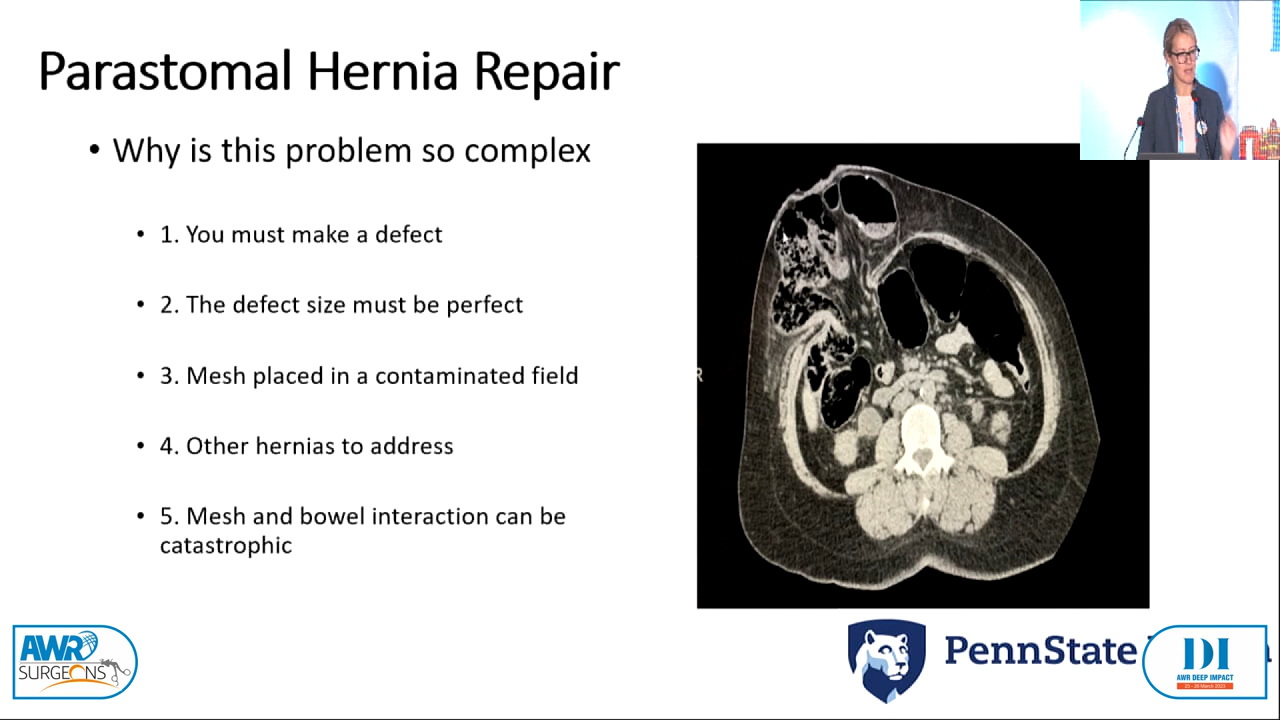 Parastomal Hernia Repair
• Why is this problem so complex
• 1. You must make a defect
• 2. The defect size must be perfect
• 3. Mesh placed in a contaminated field
• 4. Other hernias to address
• 5. Mesh and bowel interaction can be
catastrophic
R
AWR
SURGEONS
PennState
DI
AWR DEEP IMPACT